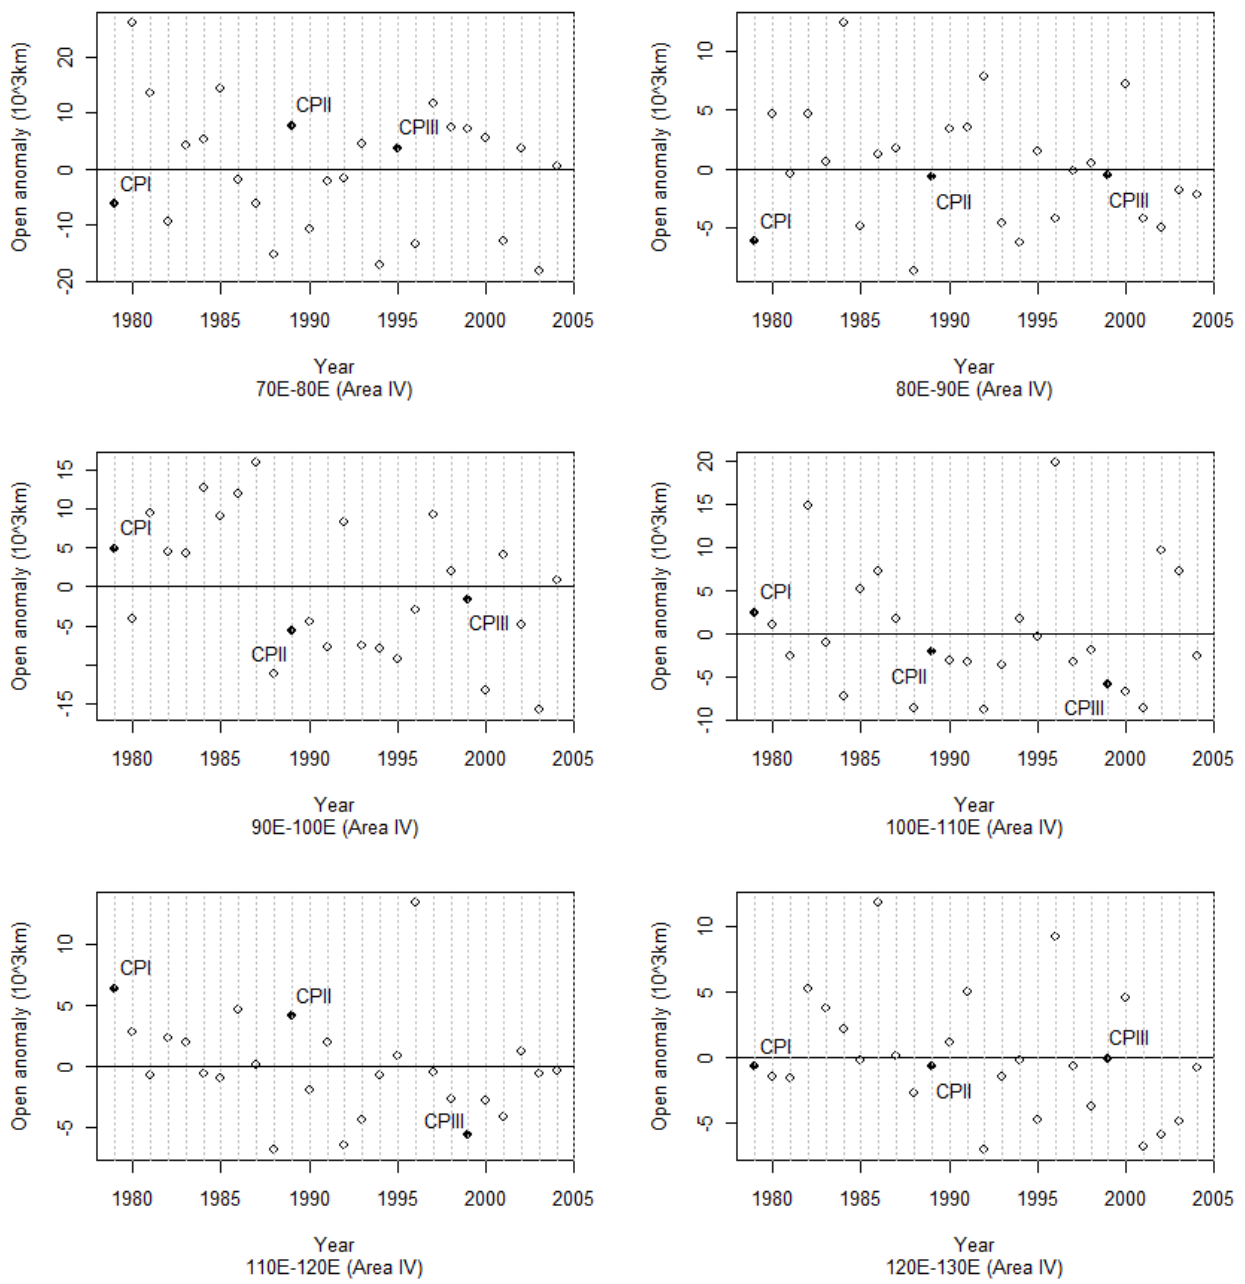 Open anomaly (10^3km)
20
10
0
-10
-20
CPI
CPII
CPIII
1980 1985 1990 1995 2000 2005
Year
70E-80E (Area IV)
Open anomaly (10^3km)
10
5
0
-5
CPI
CPII
CPIII
1980 1985 1990 1995 2000 2005
Year
80E-90E (Area IV)
Open anomaly (10^3km)
15
10
5
0
-5
-15
CPI
CPII
CPIII
1980 1985 1990 1995 2000 2005
Year
90E-100E (Area IV)
Open anomaly (10^3km)
20
15
10
5
0
-5
-10
CPI
CPII
CPIII
1980 1985 1990 1995 2000 2005
Year
100E-110E (Area IV)
Open anomaly (10^3km)
10
5
0
-5
CPI
CPII
CPIII
1980 1985 1990 1995 2000 2005
Year
110E-120E (Area IV)
Open anomaly (10^3km)
10
5
0
-5
CPI
CPII
CPIII
1980 1985 1990 1995 2000 2005
Year
120E-130E (Area IV)